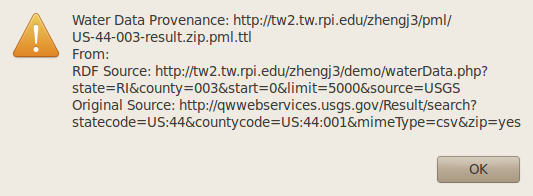 Water Data Provenance: http://tw2.tw.rpi.edu/zhengj3/pml/
US-44-003-result.zip.pml.ttl
From:
RDF Source: http://tw2.tw.rpi.edu/zhengj3/demo/waterData.php?
state=RI&county=003&start=0&limit=5000&source=USGS
Original Source: http://qwwebservices.usgs.gov/Result/search?
statecode=US:44&countycode=US:44:001&mimeType=csv&zip=yes
OK